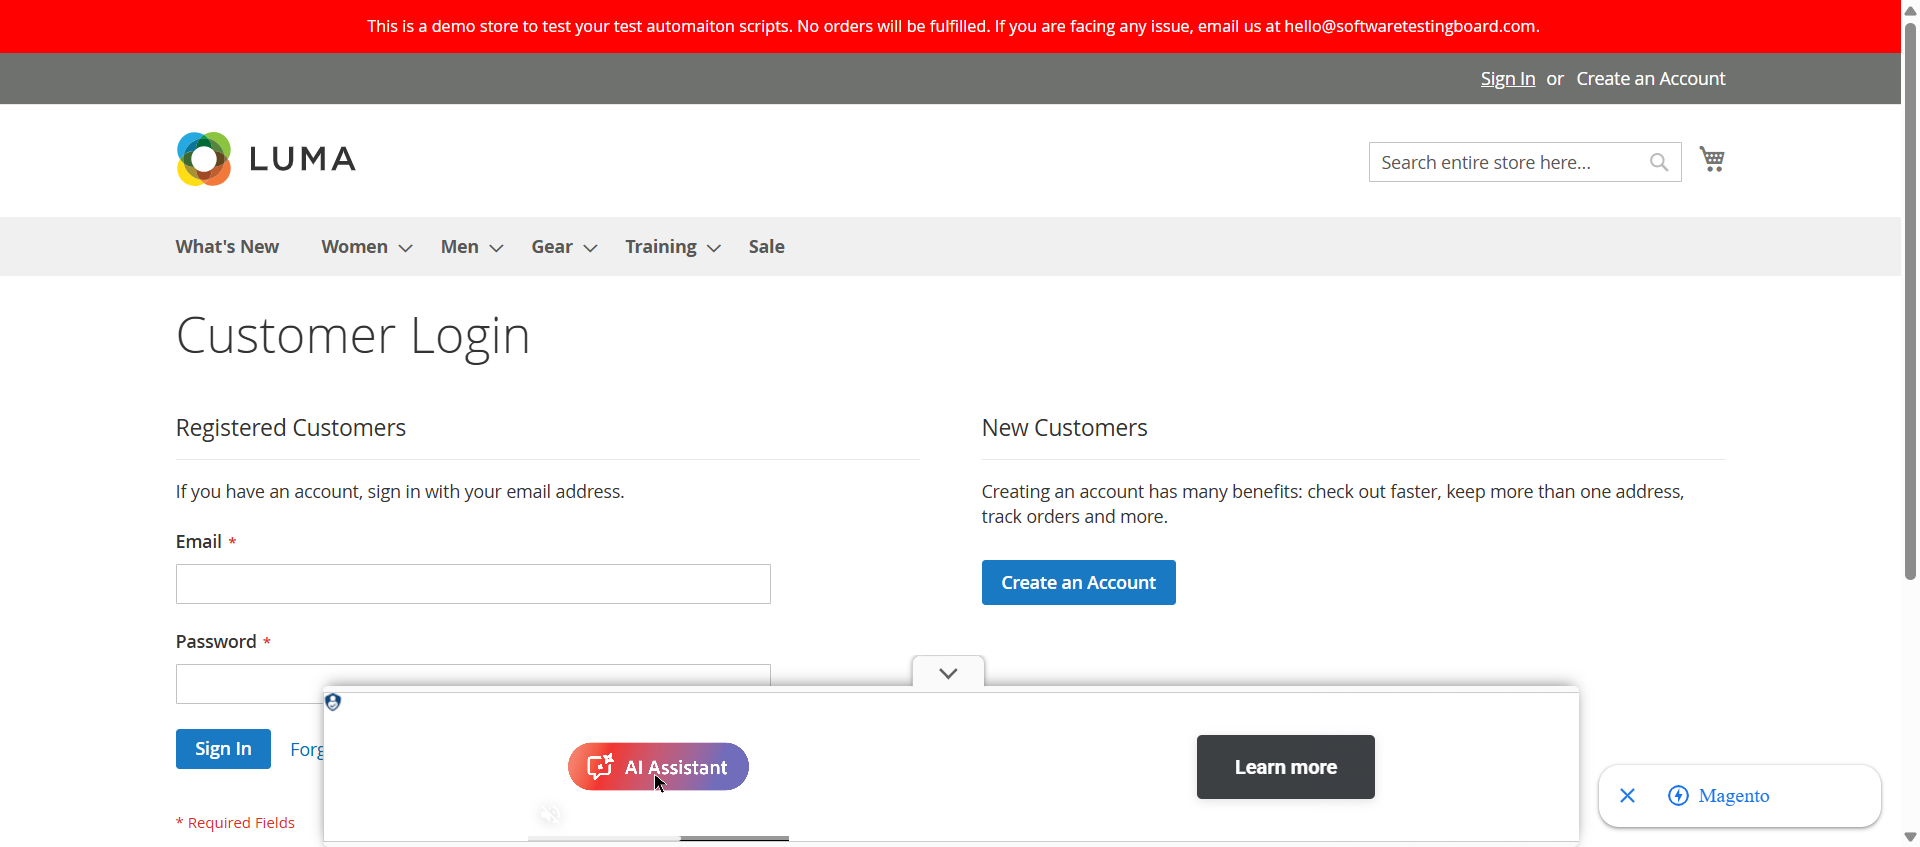 This is a demo store to test your test automaiton scripts. No orders will be fulfilled. If you are facing any issue, email us at hello@softwaretestingboard.com.
Sign In or Create an Account
LUMA
Search entire store here...
What's New Women Men Gear Training Sale
Customer Login
Registered Customers
If you have an account, sign in with your email address.
Email *
Password *
Sign In Forg
* Required Fields
New Customers
Creating an account has many benefits: check out faster, keep more than one address,
track orders and more.
Create an Account
AI Assistant
Learn more
Magento